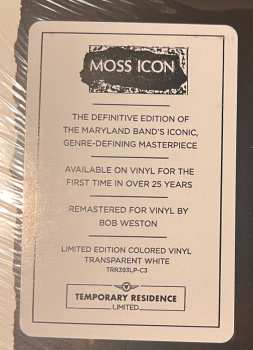 MOSS ICON
THE DEFINITIVE EDITION OF
THE MARYLAND BAND'S ICONIC,
GENRE-DEFINING MASTERPIECE
AVAILABLE ON VINYL FOR THE
FIRST TIME IN OVER 25 YEARS
REMASTERED FOR VINYL BY
BOB WESTON
LIMITED EDITION COLORED VINYL
TRANSPARENT WHITE
TRR393LP-C3
TEMPORARY RESIDENCE
LIMITED